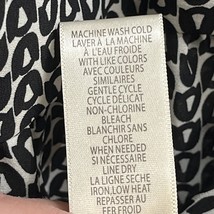 MACHINE WASH COLD
LAVER À LA MACHINE
À L'EAU FROIDE
WITH LIKE COLORS
AVEC COULEURS
SIMILAIRES
GENTLE CYCLE
CYCLE DÉLICAT
NON-CHLORINE
BLEACH
BLANCHIR SANS
CHLORE
WHEN NEEDED
SI NÉCESSAIRE
LINE DRY
LA LIGNE SECHE
IRON, LOW HEAT
REPASSER AU
FER FROID